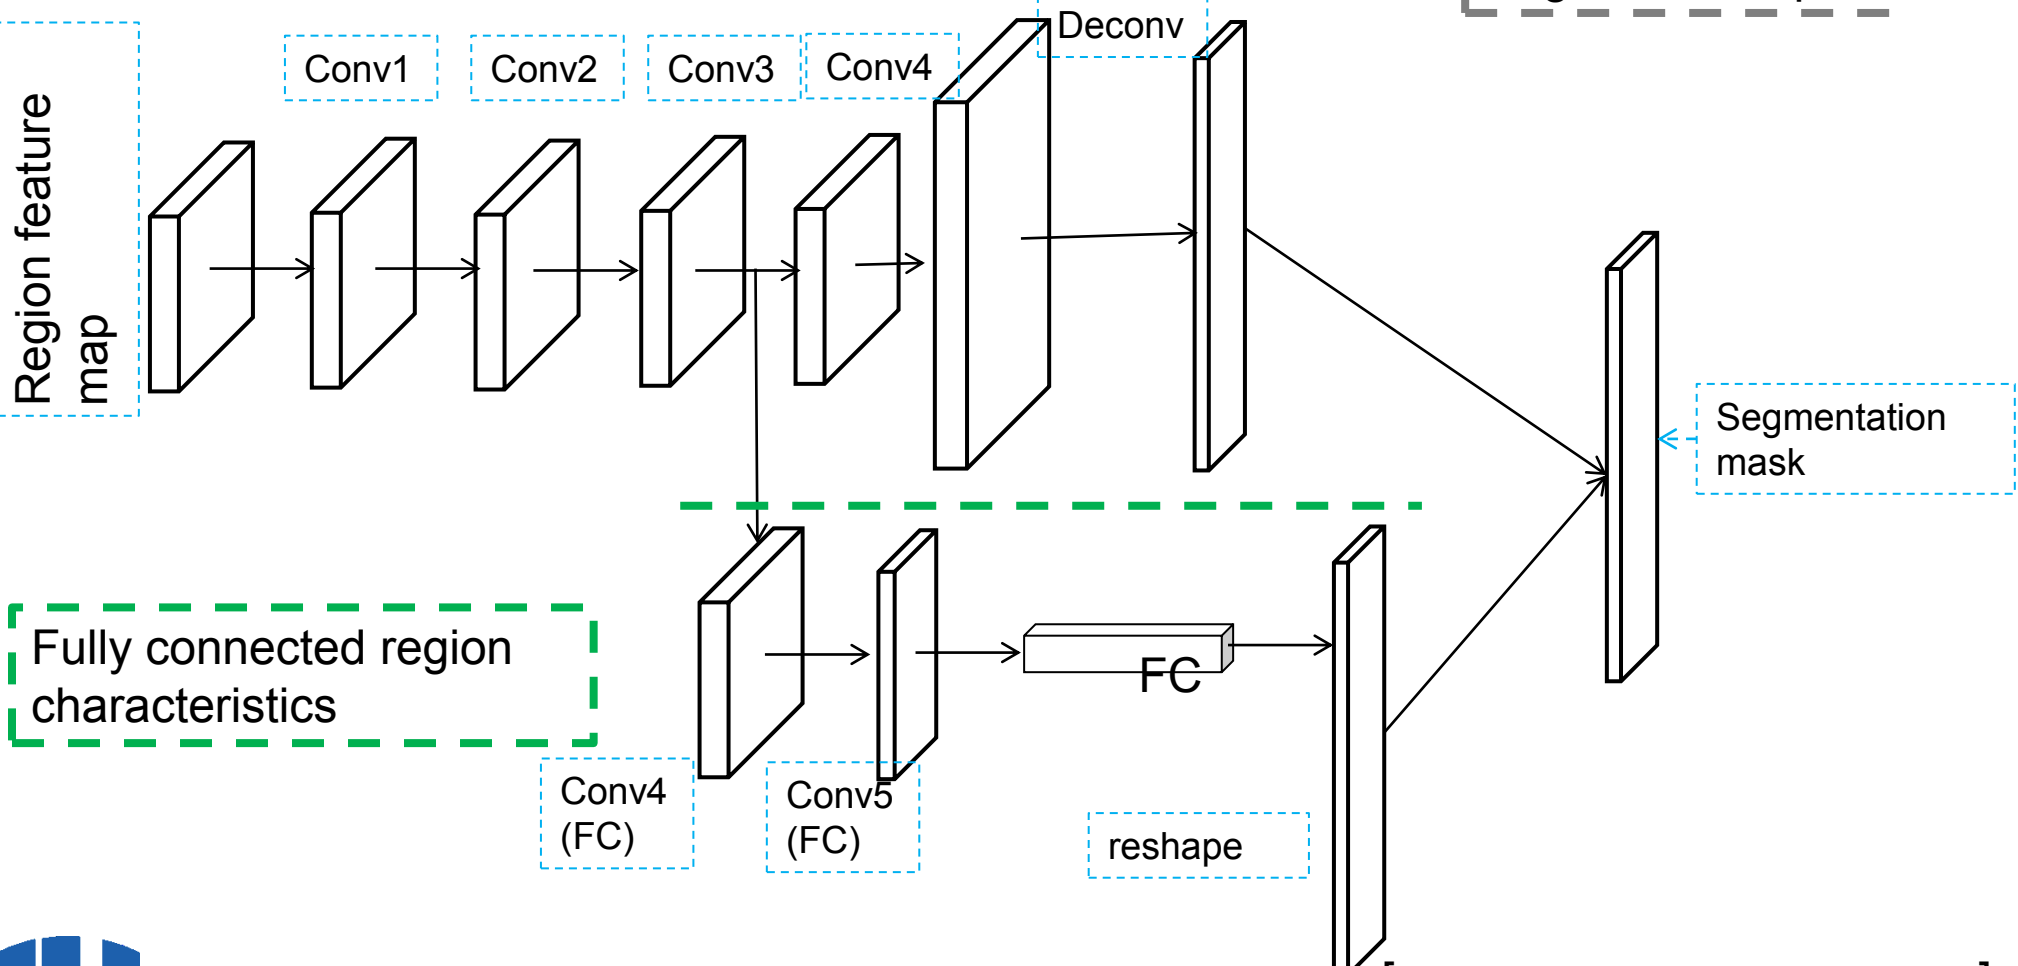 Deconv
Conv1
Conv2
Conv3
Conv4
Region feature
map
Segmentation
mask
Fully connected region
characteristics
FC
Conv4
(FC)
Conv5
(FC)
reshape